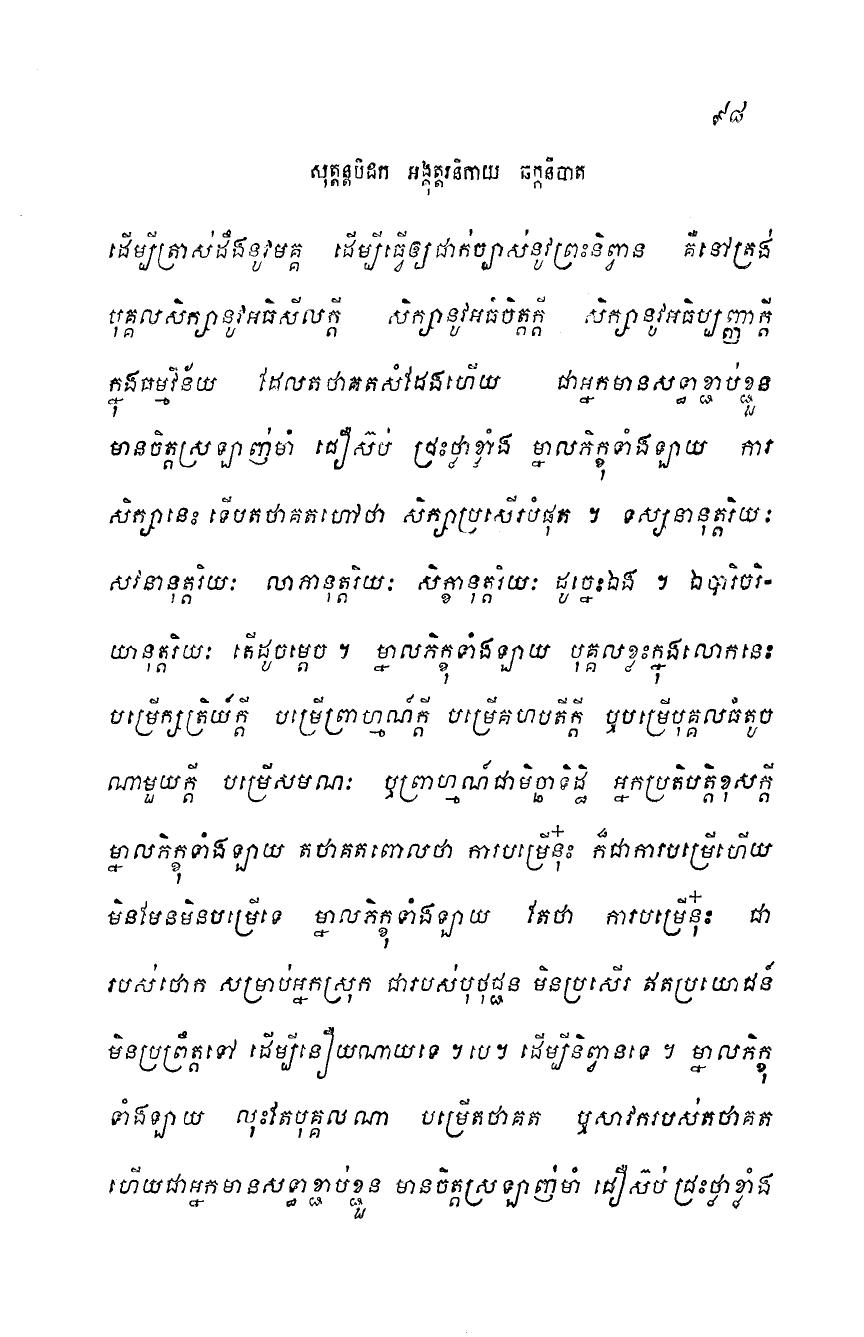 ៩៨
សុត្តន្តបិដក អង្គុត្តរនិកាយ ឆក្កនិបាត
ដើម្បីត្រាស់ដឹងនូវមគ្គ ដើម្បីធ្វើឲ្យជាក់ច្បាស់នូវព្រះនិព្វាន គឺនៅត្រង់
បុគ្គលសិក្សានូវអធិសីលក្តី សិក្សានូវអធិចិត្តក្តី សិក្សានូវអធិប្បញ្ញាក្តី
ក្នុងធម្មវិន័យ ដែលតថាគតសំដែងហើយ ជាអ្នកមានសទ្ធាខ្ជាប់ខ្ជួន
មានចិត្តស្រឡាញ់មាំ ជឿស៊ប់ ជ្រះថ្លាខ្លាំង ម្នាលភិក្ខុទាំងឡាយ ការ
សិក្សានេះ ទើបតថាគតហៅថា សិក្សាប្រសើរបំផុត ។ ទស្សនានុត្តរិយៈ
សវនានុត្តរិយៈ លាភានុត្តរិយៈ សិក្ខានុត្តរិយៈ ដូច្នេះឯង ។ ឯបារិចរិ-
យានុត្តរិយៈ តើដូចម្តេច ។ ម្នាលភិក្ខុទាំងឡាយ បុគ្គលខ្លះក្នុងលោកនេះ
បម្រើក្សត្រិយ៍ក្តី បម្រើព្រាហ្មណ៍ក្តី បម្រើគហបតីក្តី ឬបម្រើបុគ្គលធំតូច
ណាមួយក្តី បម្រើសមណៈ ឬព្រាហ្មណ៍ជាមិច្ឆាទិដ្ឋិ អ្នកប្រតិបត្តិខុសក្តី
ម្នាលភិក្ខុទាំងឡាយ តថាគតពោលថា ការបម្រើនុ៎ះ ក៏ជាការបម្រើហើយ
មិនមែនមិនបម្រើទេ ម្នាលភិក្ខុទាំងឡាយ តែថា ការបម្រើនុ៎ះ ជា
របស់ថោក សម្រាប់អ្នកស្រុក ជារបស់បុថុជ្ជន មិនប្រសើរ ឥតប្រយោជន៍
មិនប្រព្រឹត្តទៅ ដើម្បីនឿយណាយទេ ។ បេ ។ ដើម្បីនិព្វានទេ ។ ម្នាលភិក្ខុ
ទាំងឡាយ លុះតែបុគ្គលណា បម្រើតថាគត ឬសាវករបស់តថាគត
ហើយជាអ្នកមានសទ្ធាខ្ជាប់ខ្ជួន មានចិត្តស្រឡាញ់មាំ ជឿស៊ប់ ជ្រះថ្លាខ្លាំង